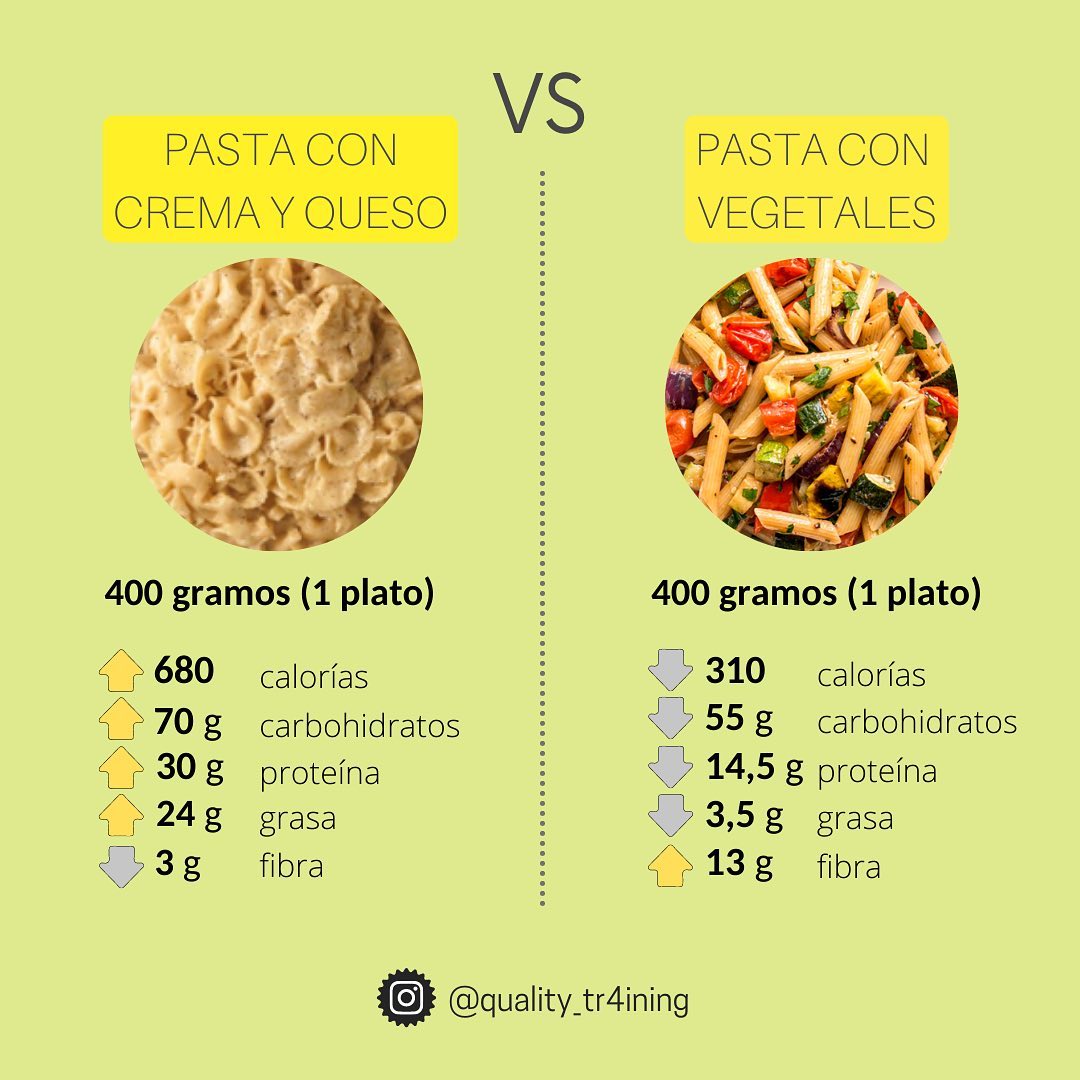 VS
PASTA CON
CREMA Y QUESO
400 gramos (1 plato)
680 calorías
70 g carbohidratos
30 g proteína
24 g grasa
3 g fibra
PASTA CON
VEGETALES
400 gramos (1 plato)
310 calorías
55 g carbohidratos
14,5 g proteína
3,5 g grasa
13 g fibra
@quality_tr4ining